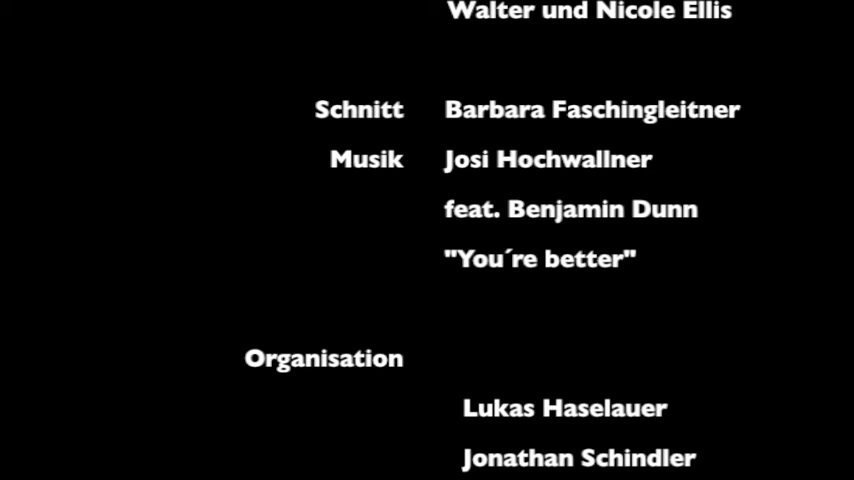 Walter und Nicole Ellis
Schnitt Barbara Faschingleitner
Musik Josi Hochwallner
feat. Benjamin Dunn
"You´re better"
Organisation
Lukas Haselauer
Jonathan Schindler